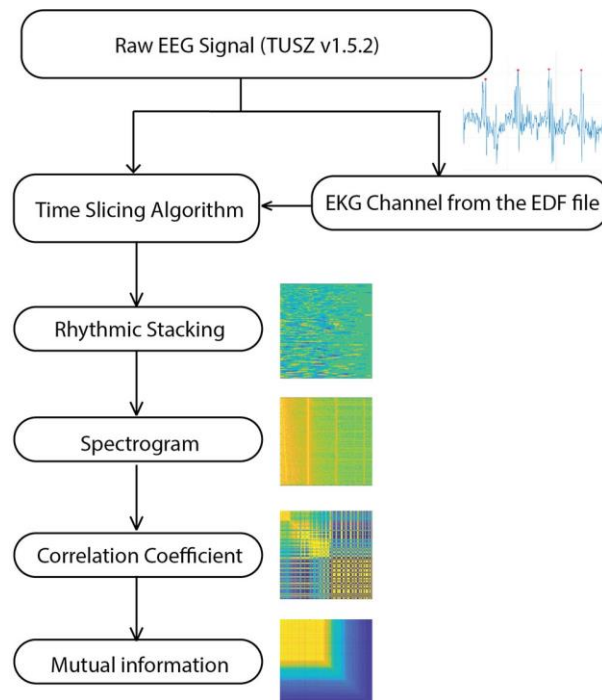 Raw EEG Signal (TUSZ v1.5.2)
Time Slicing Algorithm
EKG Channel from the EDF file
Rhythmic Stacking
Spectrogram
Correlation Coefficient
Mutual information